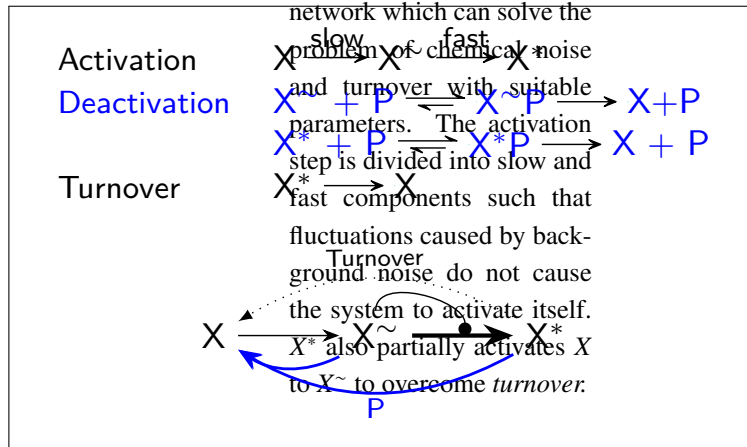 network which can solve the
problem of chemical noise
and turnover with suitable
parameters. The activation
step is divided into slow and
fast components such that
fluctuations caused by back-
ground noise do not cause
the system to activate itself.
X* also partially activates X
to X~ to overcome turnover.
Activation X slow X~ fast X*
Deactivation X~ + P ⇌ X~P → X+P
X* + P ⇌ X*P → X + P
Turnover X* → X
Turnover
X X~ X*
P